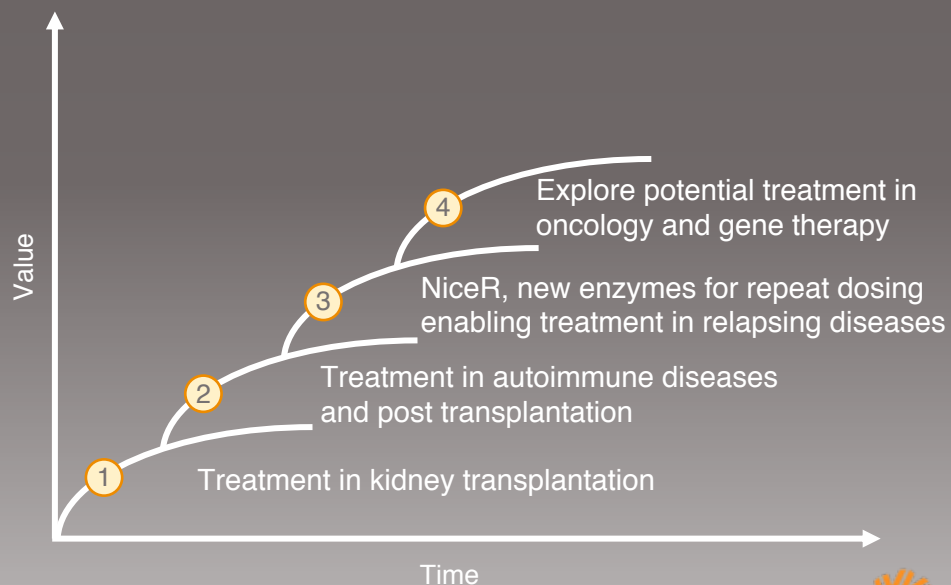 4
Explore potential treatment in
oncology and gene therapy
3
NiceR, new enzymes for repeat dosing
enabling treatment in relapsing diseases
2
Treatment in autoimmune diseases
and post transplantation
1
Treatment in kidney transplantation
Value
Time